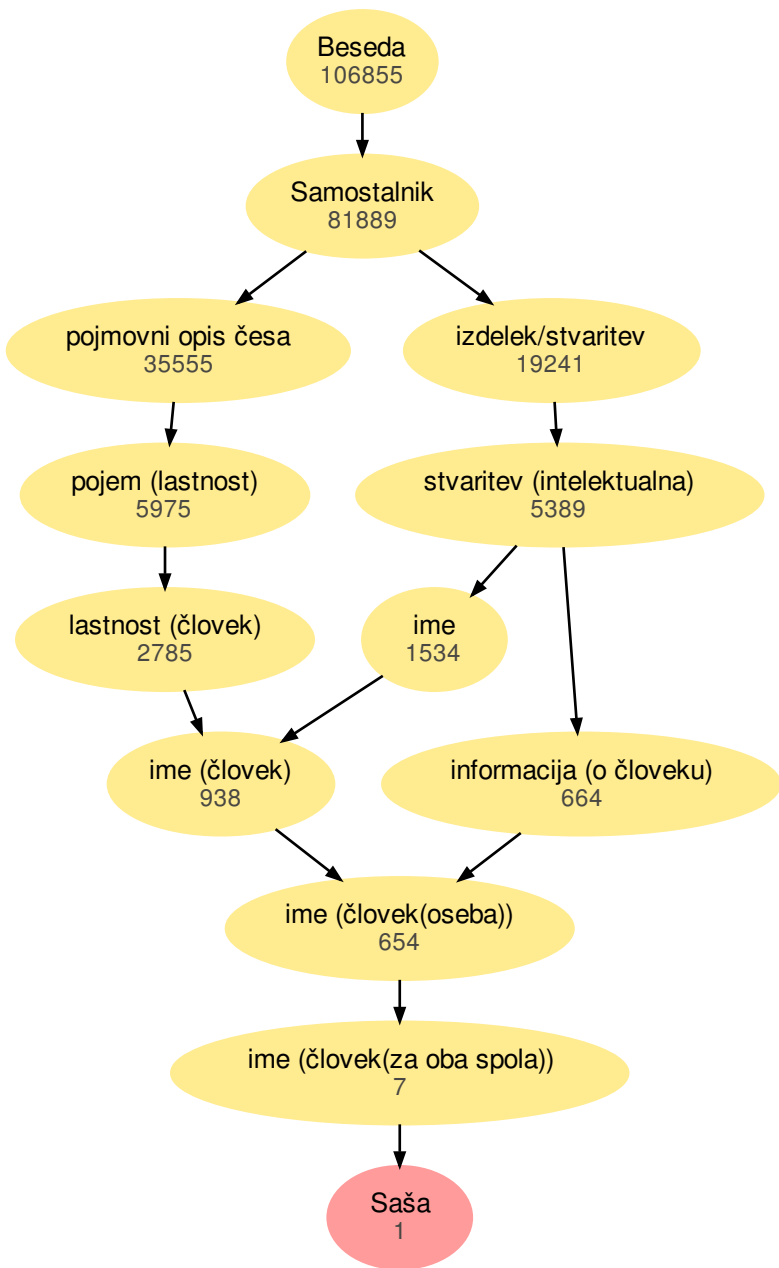 Beseda
106855
Samostalnik
81889
pojmovni opis česa
35555
izdelek/stvaritev
19241
pojem (lastnost)
5975
stvaritev (intelektualna)
5389
lastnost (človek)
2785
ime
1534
ime (človek)
938
informacija (o človeku)
664
ime (človek(oseba))
654
ime (človek(za oba spola))
7
Saša
1